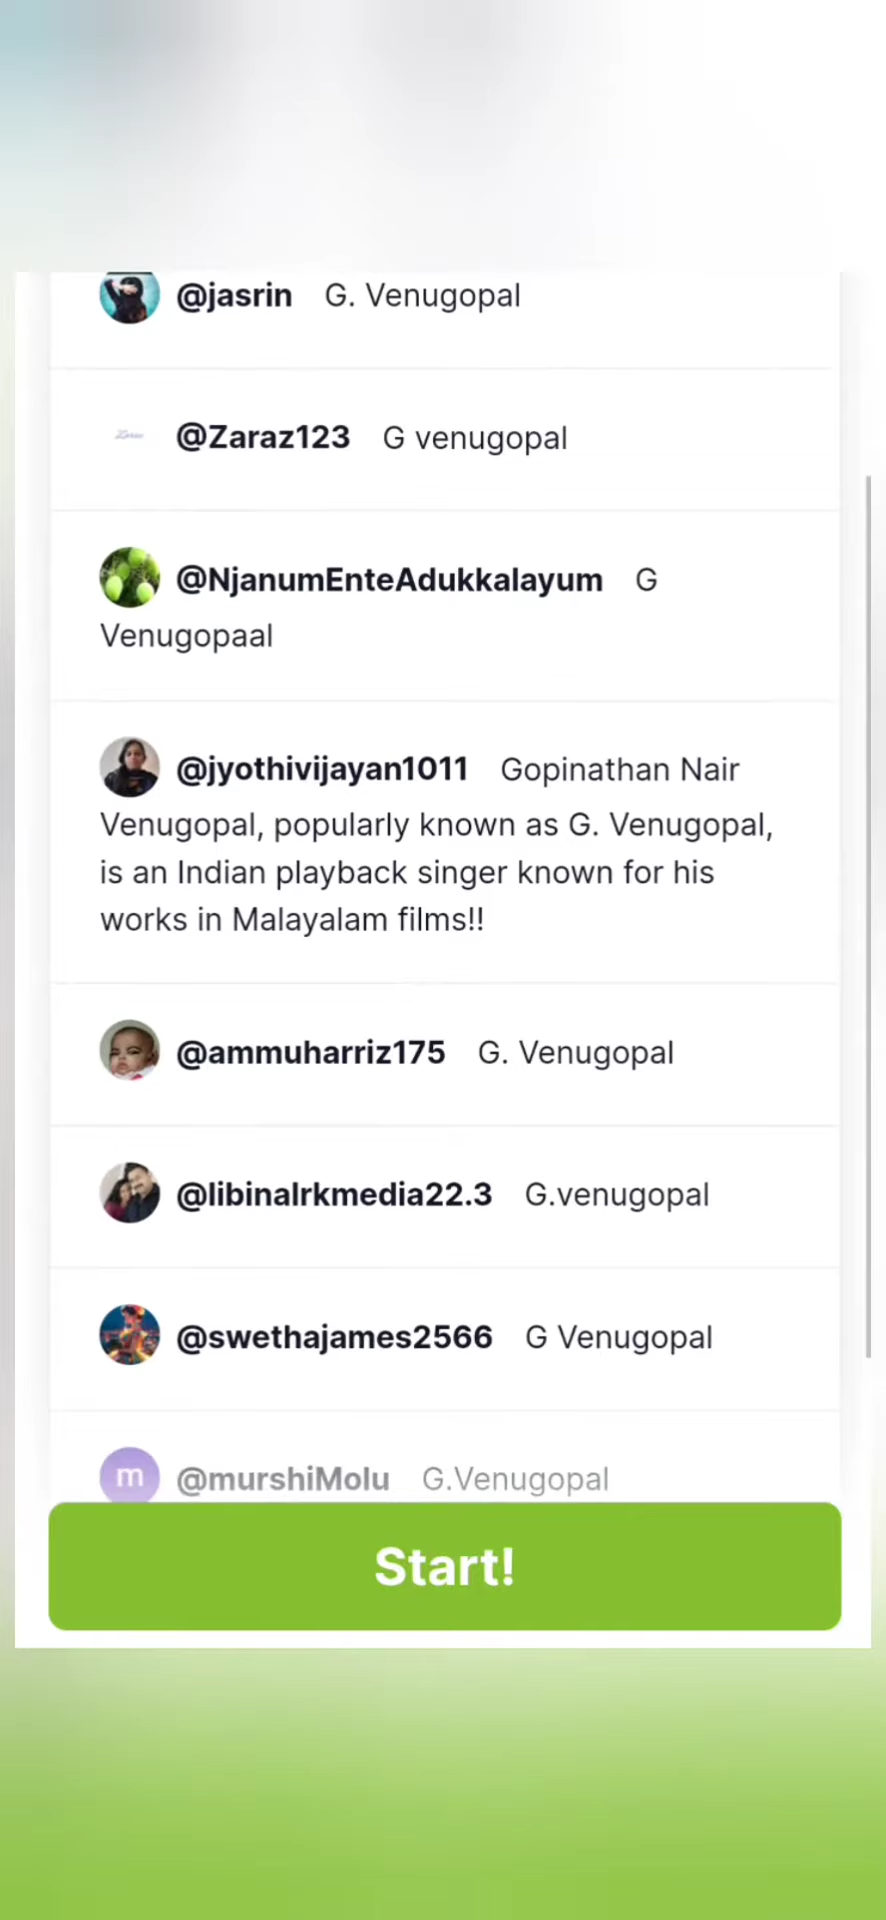 @jasrin G. Venugopal
@Zaraz123 G venugopal
@NjanumEnteAdukkalayum G
Venugopaal
@jyothivijayan1011 Gopinathan Nair
Venugopal, popularly known as G. Venugopal,
is an Indian playback singer known for his
works in Malayalam films!!
@ammuharriz175 G. Venugopal
@libinalrkmedia22.3 G.venugopal
@swethajames2566 G Venugopal
m @murshiMolu G.Venugopal
Start!